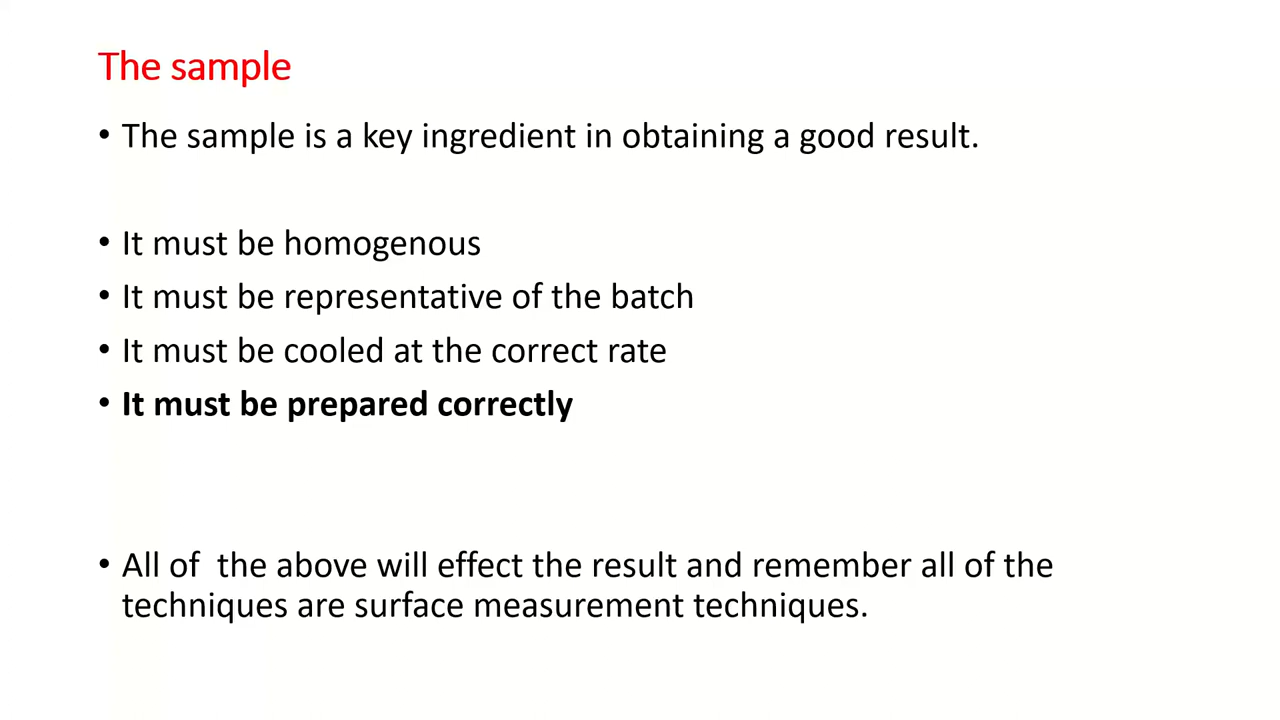 The sample
• The sample is a key ingredient in obtaining a good result.
• It must be homogenous
• It must be representative of the batch
• It must be cooled at the correct rate
• It must be prepared correctly
• All of  the above will effect the result and remember all of the
techniques are surface measurement techniques.